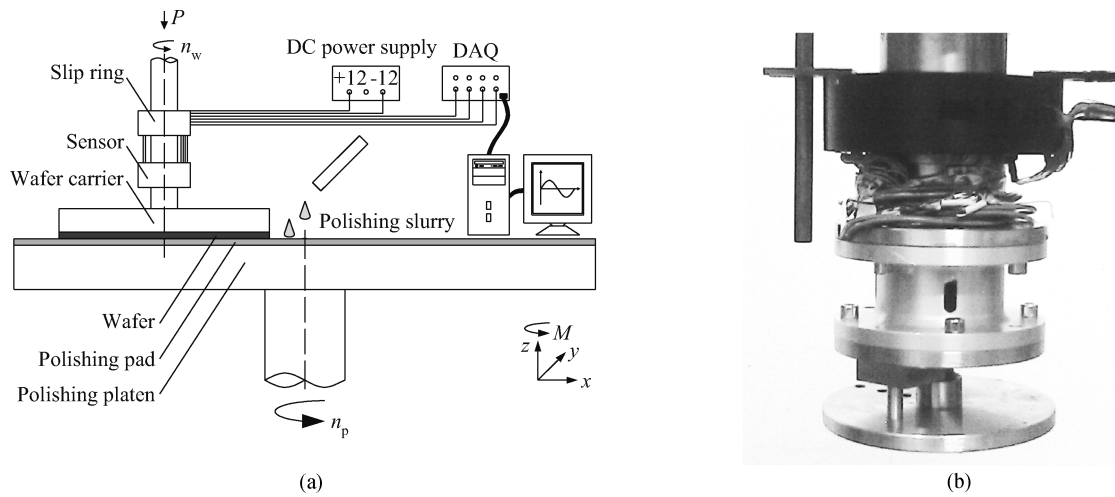 P
n_w
DC power supply
DAQ
Slip ring
+12 -12
Sensor
Wafer carrier
Polishing slurry
Wafer
Polishing pad
Polishing platen
M
z
y
x
n_p
(a)
(b)